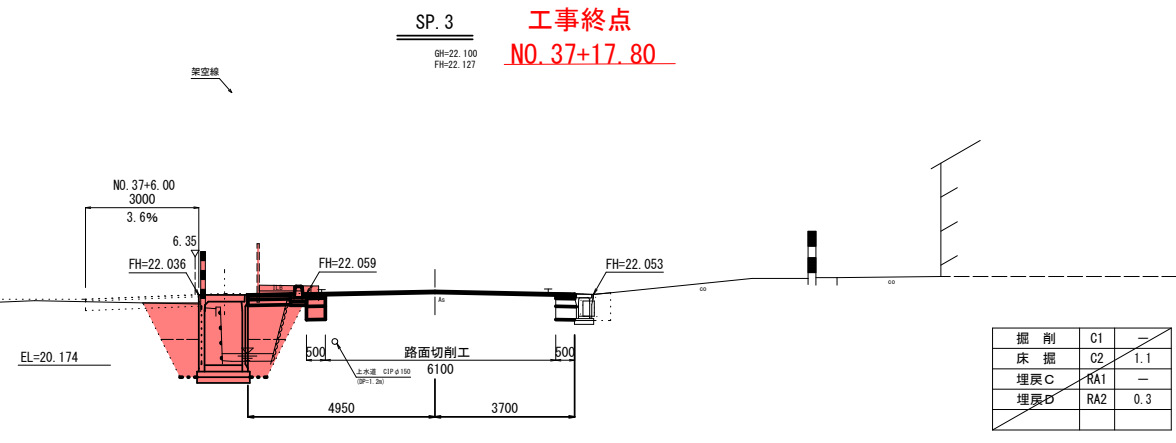 SP. 3
工事終点
NO. 37+17. 80
GH=22. 100
FH=22. 127
架空線
NO. 37+6. 00
3000
3. 6%
6. 35
FH=22. 036
FH=22. 059
FH=22. 053
As
CO
CO
EL=20. 174
500
路面切削工
500
6100
上水道 CIPφ150
(DP=1. 2m)
4950
3700
掘 削 C1 －
床 掘 C2 1. 1
埋戻C RA1 －
埋戻D RA2 0. 3